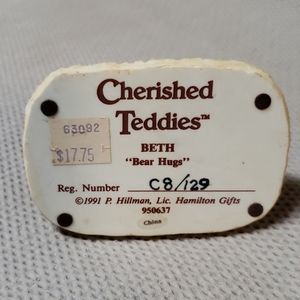 Cherished
Teddies™
63092
$17.75
BETH
"Bear Hugs"
Reg. Number C8/129
©1991 P. Hillman, Lic. Hamilton Gifts
950637
China